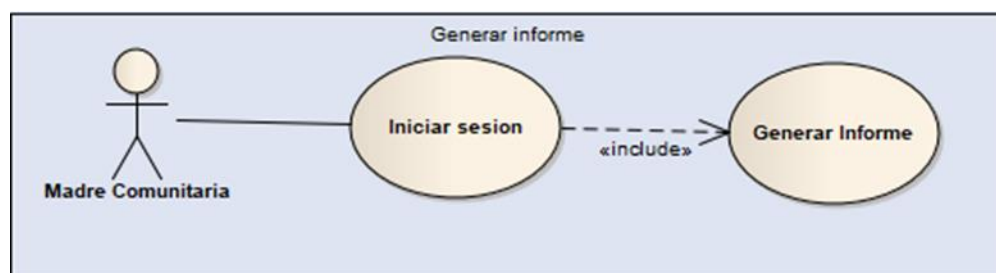 Generar informe
Iniciar sesion
Generar Informe
«include»
Madre Comunitaria